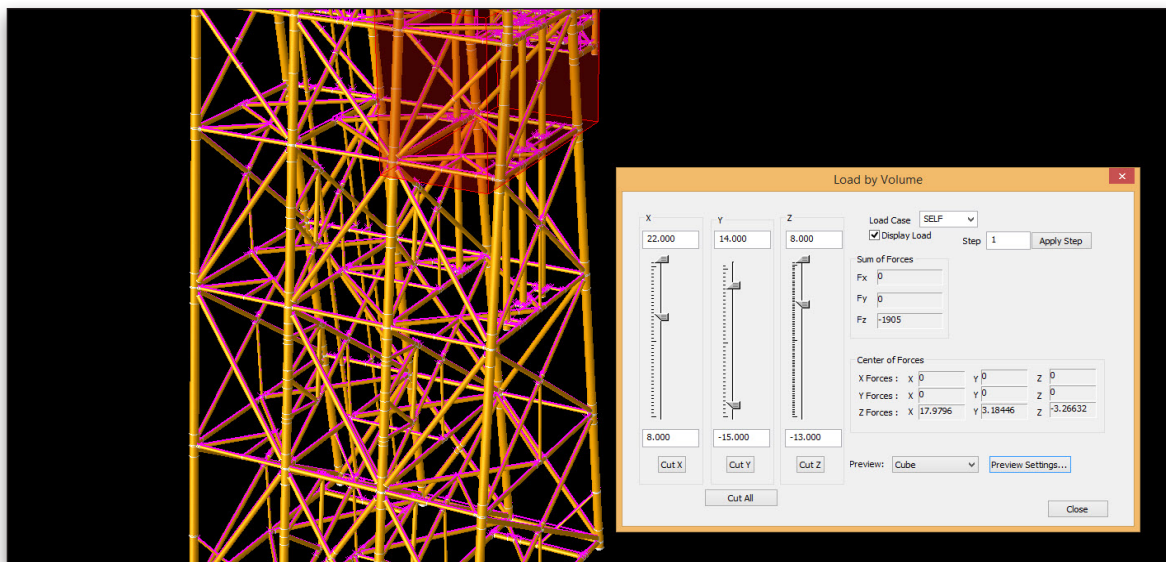 Load by Volume
X Y Z
22.000 14.000 8.000
8.000 -15.000 -13.000
Cut X Cut Y Cut Z
Cut All
Load Case SELF
Display Load
Step 1 Apply Step
Sum of Forces
Fx 0
Fy 0
Fz -1905
Center of Forces
X Forces : X 0 Y 0 Z 0
Y Forces : X 0 Y 0 Z 0
Z Forces : X 17.9796 Y 3.18446 Z -3.26632
Preview: Cube Preview Settings...
Close